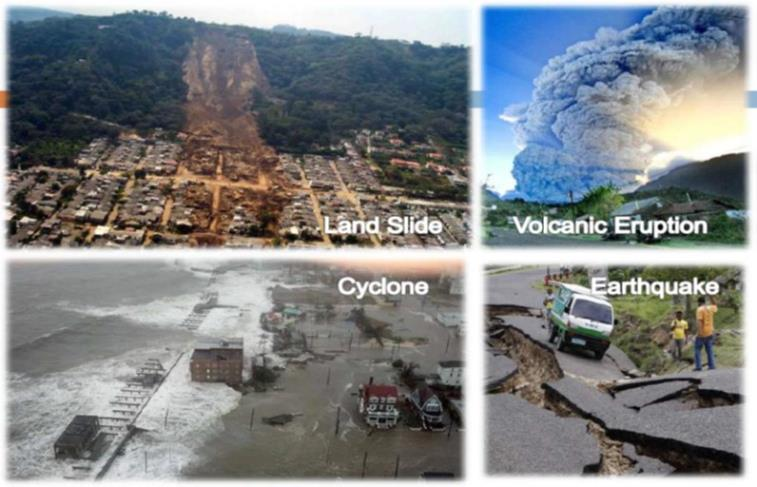 Land Slide
Volcanic Eruption
Cyclone
Earthquake